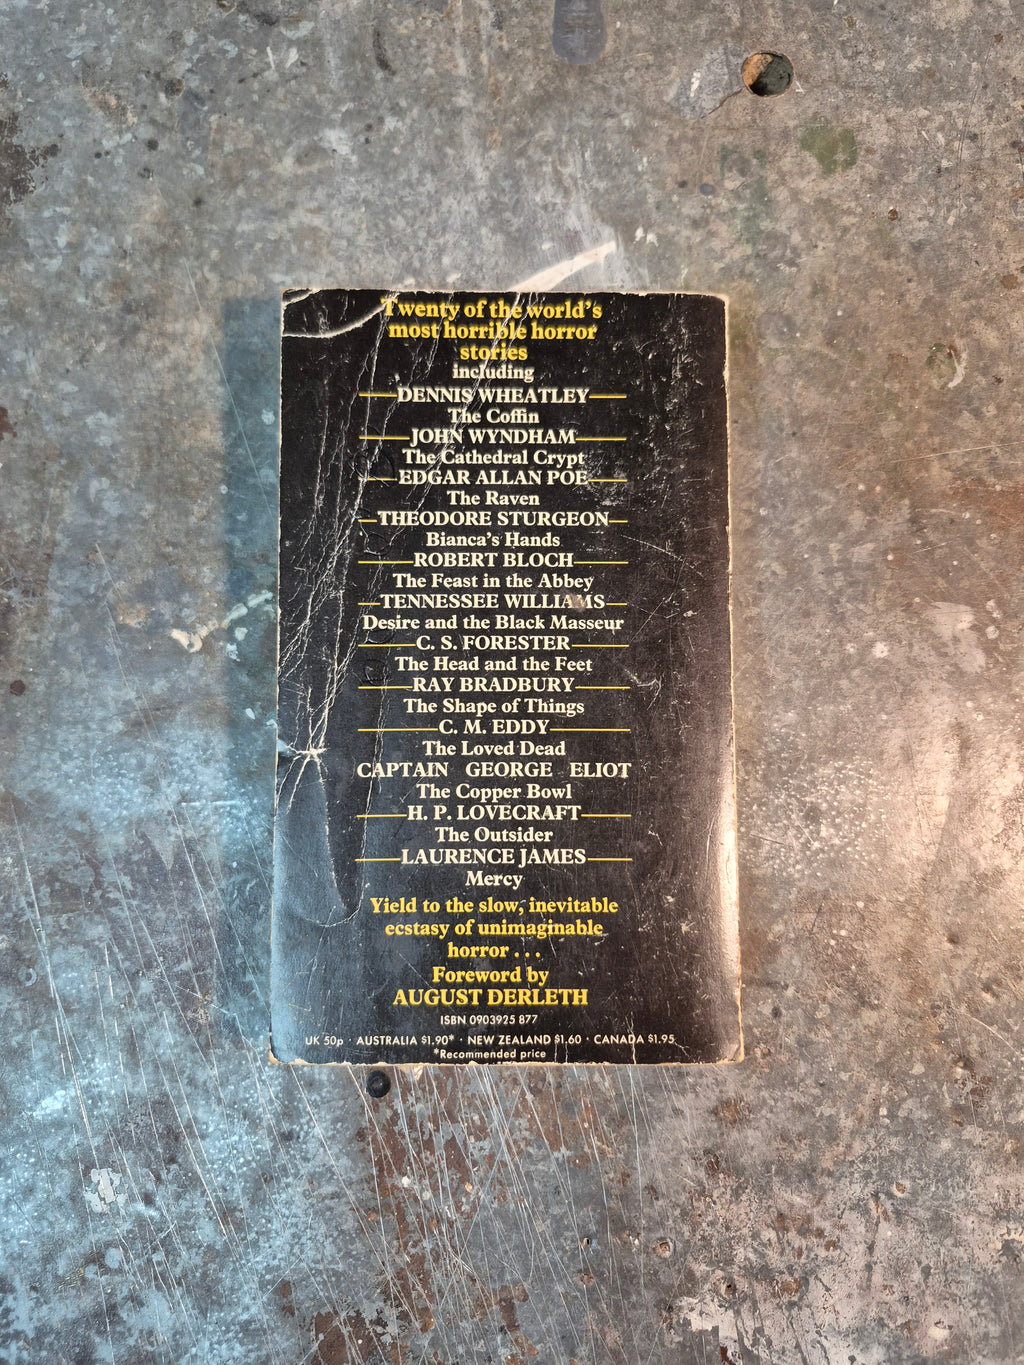 Twenty of the world's
most horrible horror
stories
including
DENNIS WHEATLEY
The Coffin
JOHN WYNDHAM
The Cathedral Crypt
EDGAR ALLAN POE
The Raven
THEODORE STURGEON
Bianca's Hands
ROBERT BLOCH
The Feast in the Abbey
TENNESSEE WILLIAMS
Desire and the Black Masseur
C. S. FORESTER
The Head and the Feet
RAY BRADBURY
The Shape of Things
C. M. EDDY
The Loved Dead
CAPTAIN GEORGE ELIOT
The Copper Bowl
H. P. LOVECRAFT
The Outsider
LAURENCE JAMES
Mercy
Yield to the slow, inevitable
ecstasy of unimaginable
horror . . .
Foreword by
AUGUST DERLETH
ISBN 0903925 877
UK 50p · AUSTRALIA $1.90* · NEW ZEALAND $1.60 · CANADA $1.95
*Recommended price